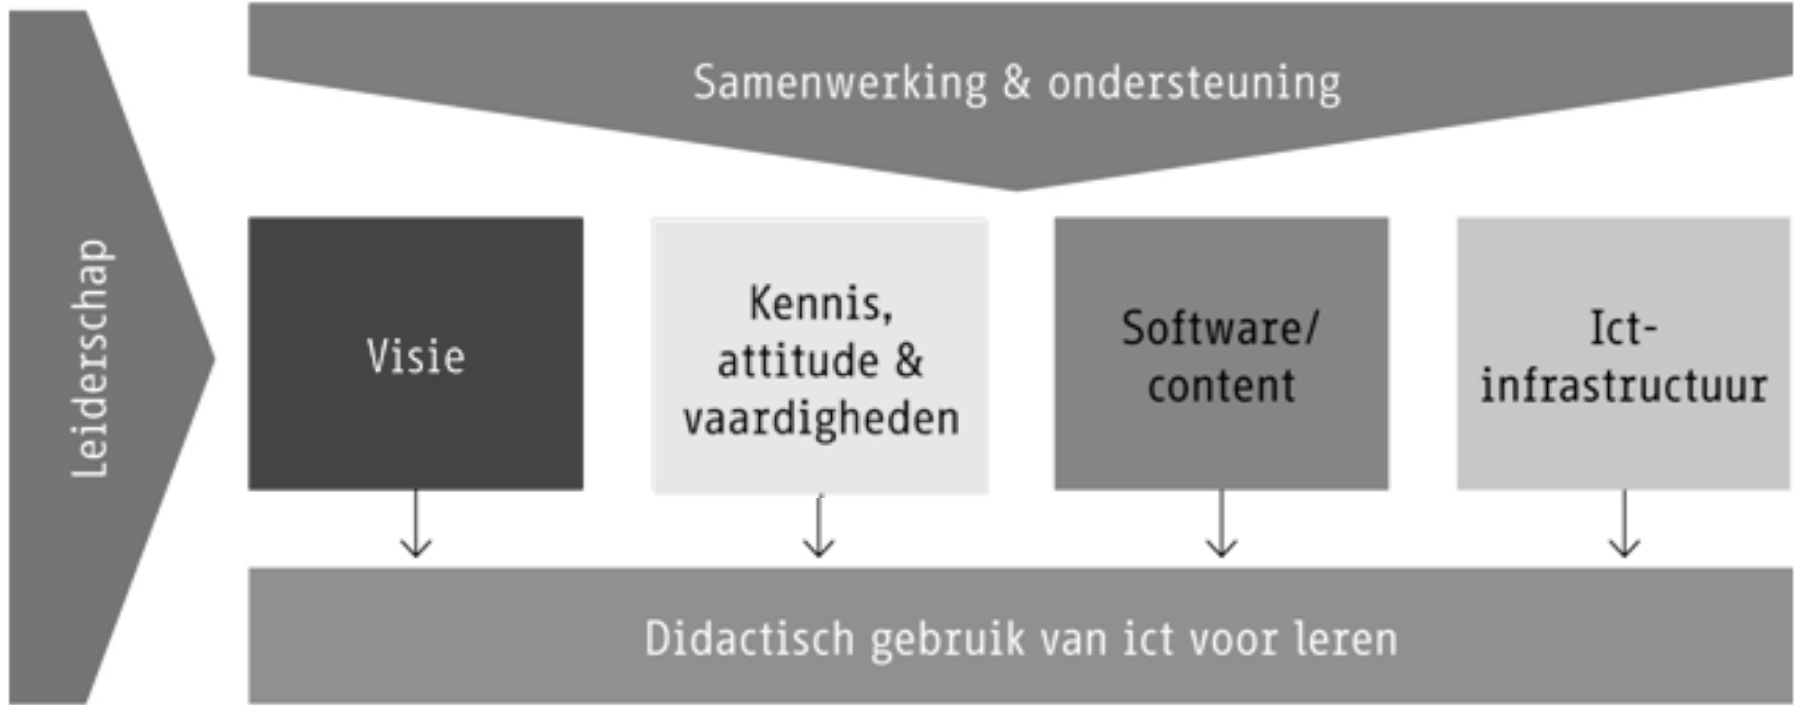 Leiderschap
Samenwerking & ondersteuning
Visie
Kennis,
attitude &
vaardigheden
Software/
content
Ict-
infrastructuur
Didactisch gebruik van ict voor leren